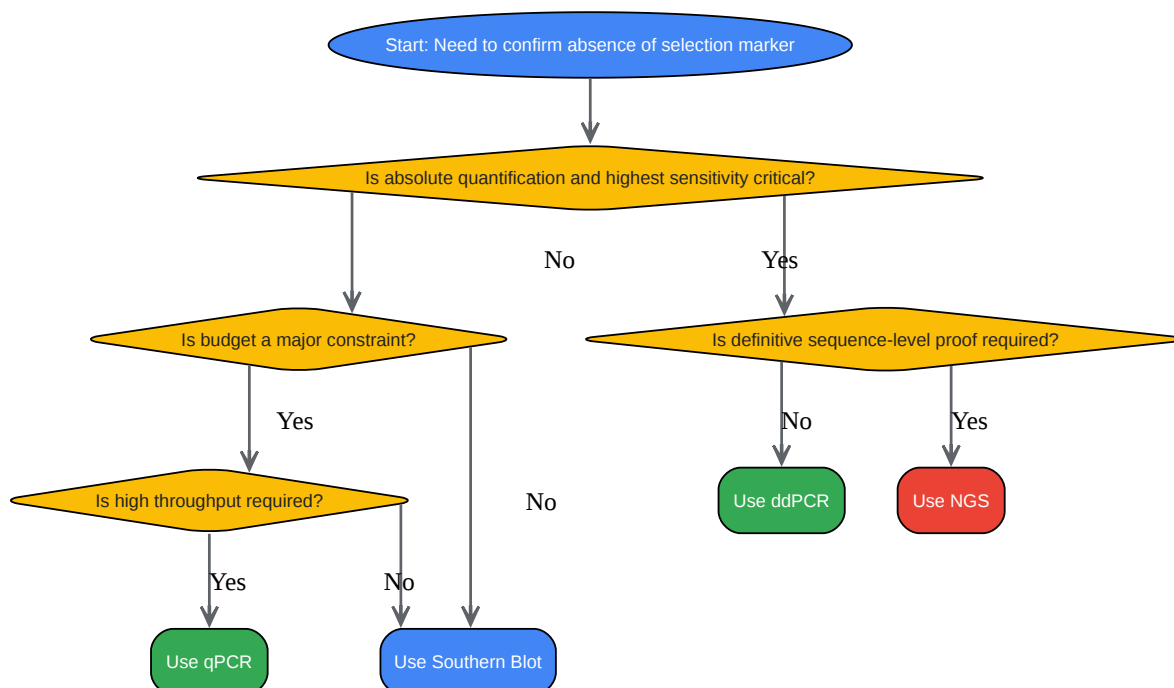 Start: Need to confirm absence of selection marker
Is absolute quantification and highest sensitivity critical?
No
Yes
Is budget a major constraint?
Is definitive sequence-level proof required?
Yes
No
Yes
Is high throughput required?
No
Use ddPCR
Use NGS
Yes
No
Use qPCR
Use Southern Blot